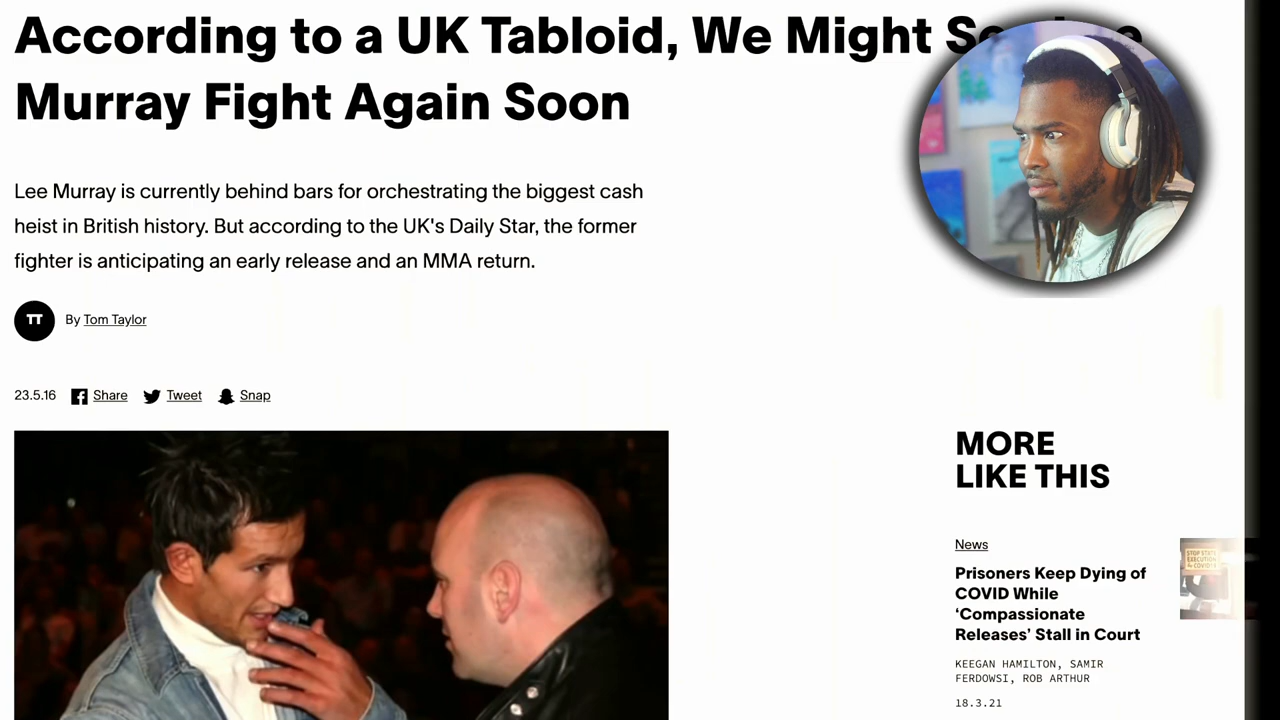 According to a UK Tabloid, We Might
Murray Fight Again Soon
Lee Murray is currently behind bars for orchestrating the biggest cash
heist in British history. But according to the UK's Daily Star, the former
fighter is anticipating an early release and an MMA return.
TT
By Tom Taylor
23.5.16 Share Tweet Snap
MORE
LIKE THIS
News
Prisoners Keep Dying of
COVID While
‘Compassionate
Releases’ Stall in Court
KEEGAN HAMILTON, SAMIR
FERDOWSI, ROB ARTHUR
18.3.21
STOP STATE
EXECUTION